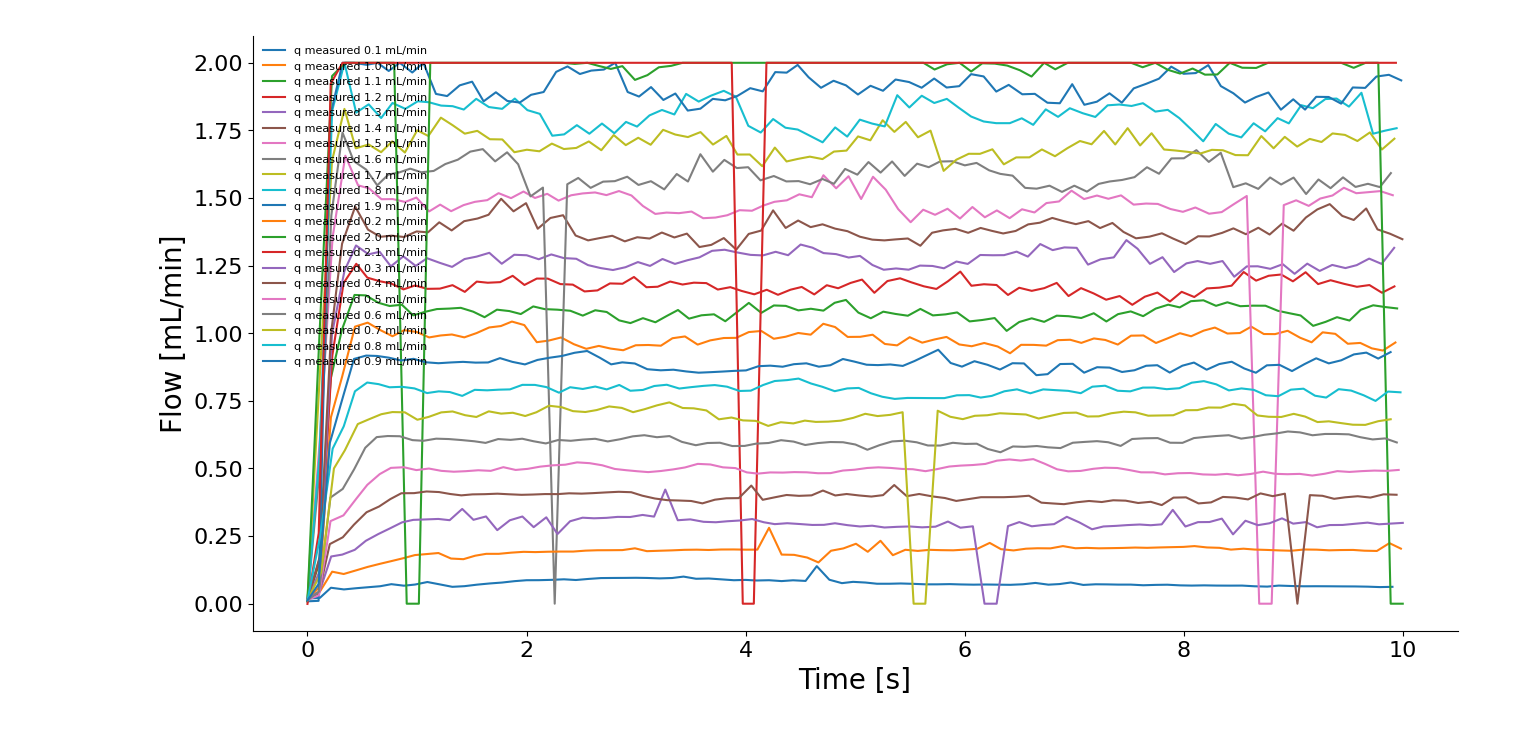 2.00
1.75
1.50
1.25
1.00
0.75
0.50
0.25
0.00
Flow [mL/min]
q measured 0.1 mL/min
q measured 1.0 mL/min
q measured 1.1 mL/min
q measured 1.2 mL/min
q measured 1.3 mL/min
q measured 1.4 mL/min
q measured 1.5 mL/min
q measured 1.6 mL/min
q measured 1.7 mL/min
q measured 1.8 mL/min
q measured 1.9 mL/min
q measured 0.2 mL/min
q measured 2.0 mL/min
q measured 2.1 mL/min
q measured 0.3 mL/min
q measured 0.4 mL/min
q measured 0.5 mL/min
q measured 0.6 mL/min
q measured 0.7 mL/min
q measured 0.8 mL/min
q measured 0.9 mL/min
0 2 4 6 8 10
Time [s]